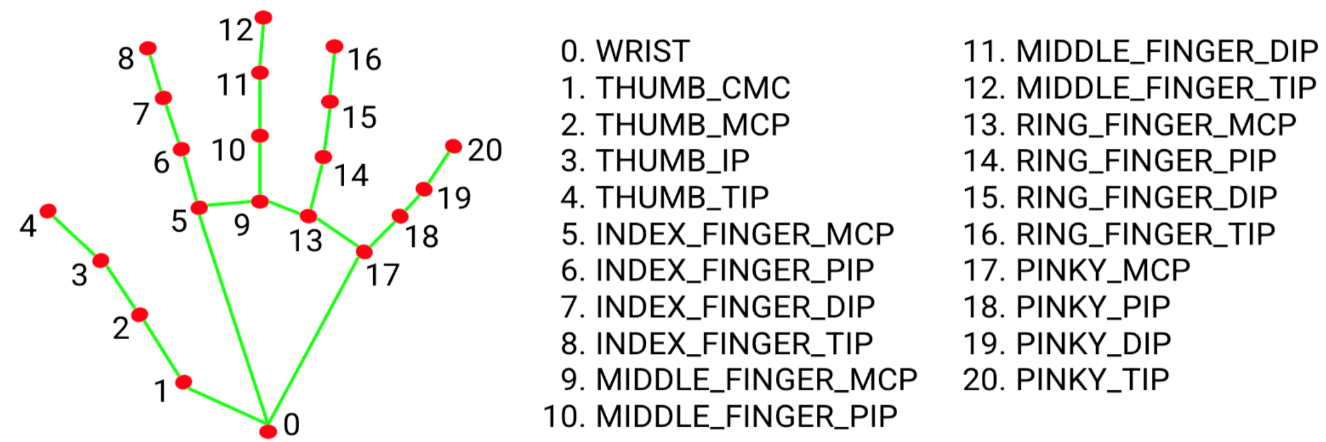 12
8
16
11
7
15
10
6
14
20
19
4
5
9
13
18
3
17
2
1
0
0. WRIST
1. THUMB_CMC
2. THUMB_MCP
3. THUMB_IP
4. THUMB_TIP
5. INDEX_FINGER_MCP
6. INDEX_FINGER_PIP
7. INDEX_FINGER_DIP
8. INDEX_FINGER_TIP
9. MIDDLE_FINGER_MCP
10. MIDDLE_FINGER_PIP
11. MIDDLE_FINGER_DIP
12. MIDDLE_FINGER_TIP
13. RING_FINGER_MCP
14. RING_FINGER_PIP
15. RING_FINGER_DIP
16. RING_FINGER_TIP
17. PINKY_MCP
18. PINKY_PIP
19. PINKY_DIP
20. PINKY_TIP